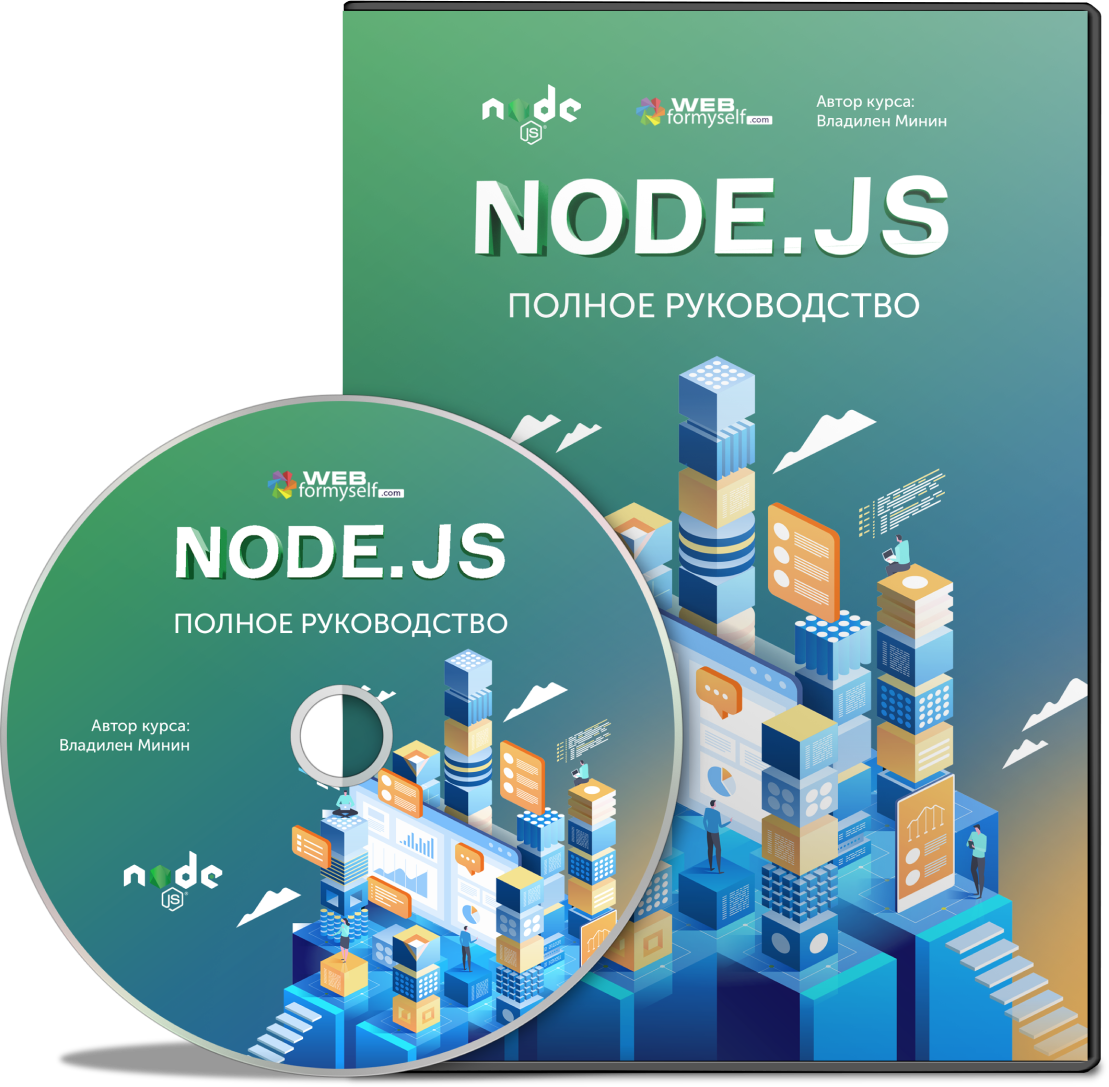 node
JS
WEB
formyself.com
Автор курса:
Владилен Минин
NODE.JS
ПОЛНОЕ РУКОВОДСТВО
WEB
formyself.com
NODE.JS
ПОЛНОЕ РУКОВОДСТВО
Автор курса:
Владилен Минин
node
JS